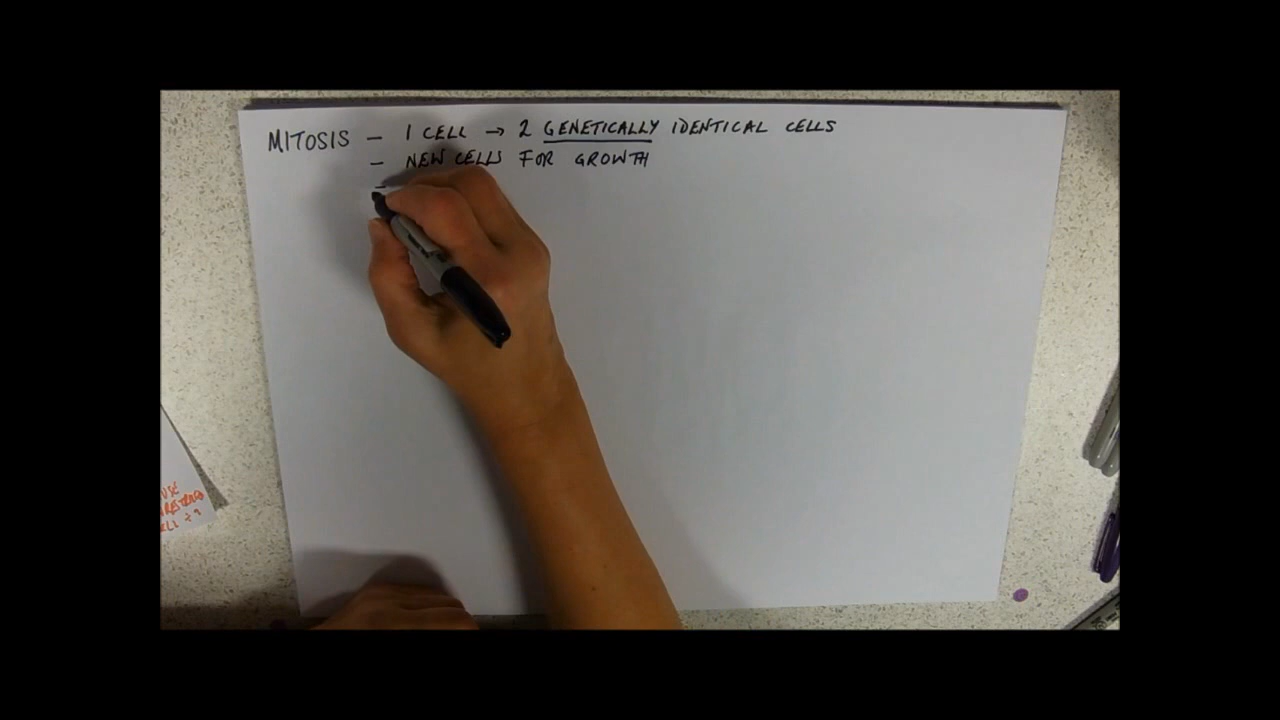 MITOSIS – 1 CELL → 2 GENETICALLY IDENTICAL CELLS
– NEW CELLS FOR GROWTH
–